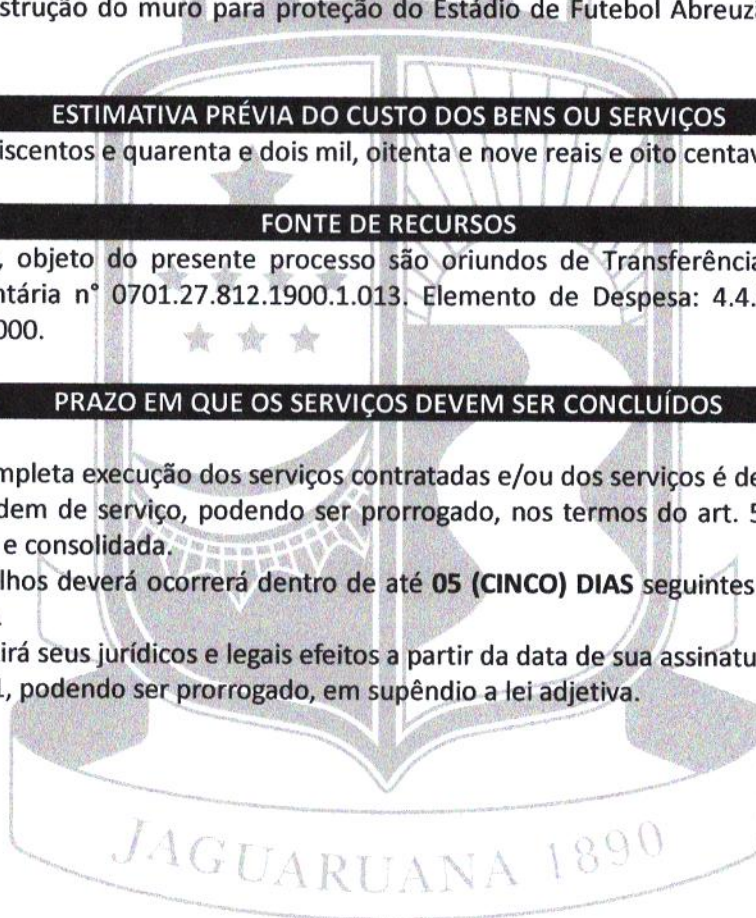 strução do muro para proteção do Estádio de Futebol Abreuz
ESTIMATIVA PRÉVIA DO CUSTO DOS BENS OU SERVIÇOS
iscentos e quarenta e dois mil, oitenta e nove reais e oito centav
FONTE DE RECURSOS
, objeto do presente processo são oriundos de Transferência
ntária n° 0701.27.812.1900.1.013. Elemento de Despesa: 4.4.
000.
PRAZO EM QUE OS SERVIÇOS DEVEM SER CONCLUÍDOS
mpleta execução dos serviços contratadas e/ou dos serviços é de
dem de serviço, podendo ser prorrogado, nos termos do art. 5
e consolidada.
lhos deverá ocorrerá dentro de até 05 (CINCO) DIAS seguintes
irá seus jurídicos e legais efeitos a partir da data de sua assinatu
1, podendo ser prorrogado, em supêndio a lei adjetiva.
JAGUARUANA 1890